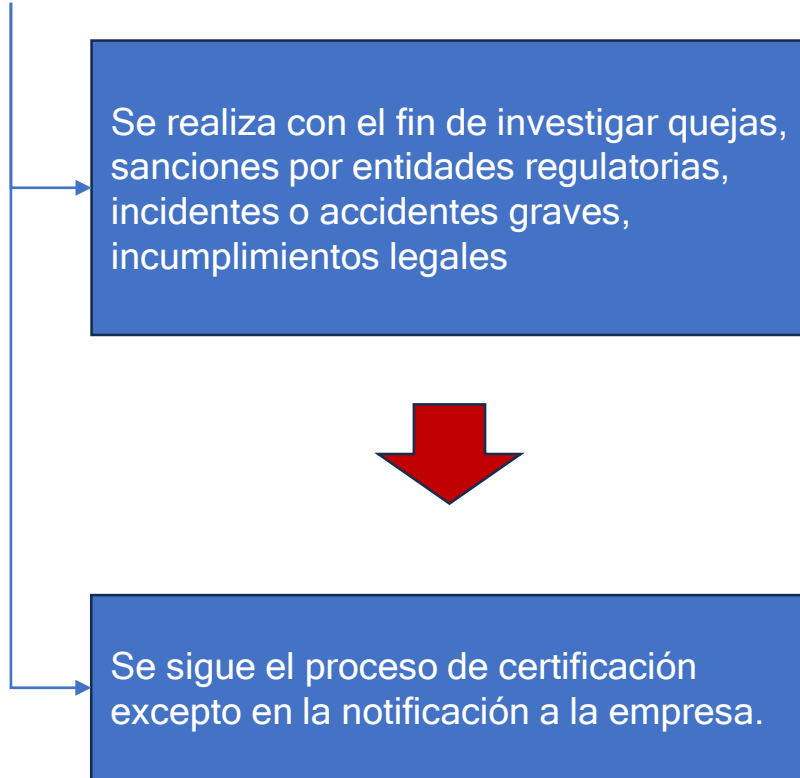 Se realiza con el fin de investigar quejas,
sanciones por entidades regulatorias,
incidentes o accidentes graves,
incumplimientos legales
Se sigue el proceso de certificación
excepto en la notificación a la empresa.